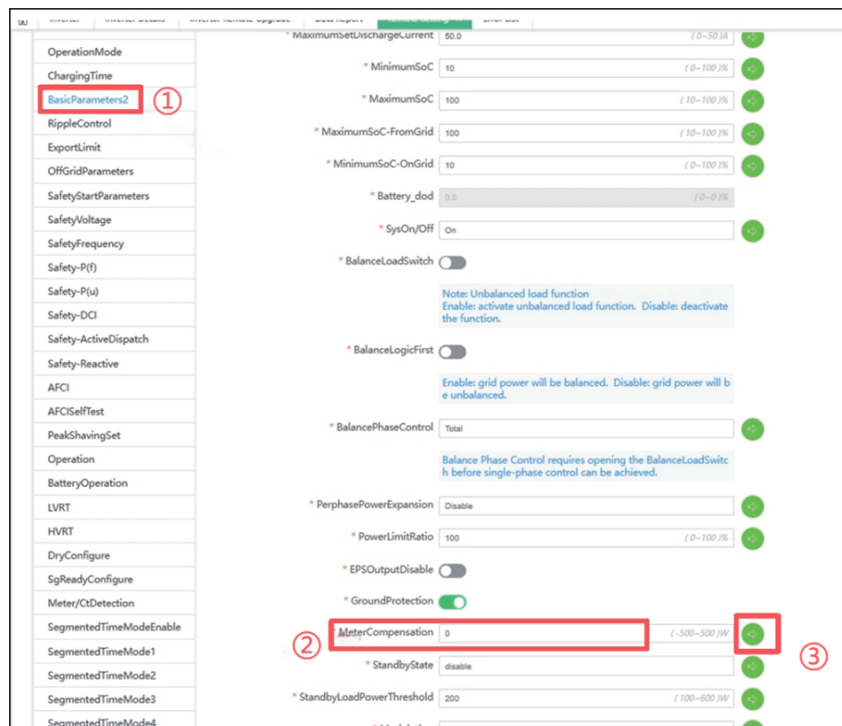 Inverter
Inverter Details
Inverter Remote Upgrade
Data Report
Remote Setting
Error List
OperationMode
ChargingTime
BasicParameters2
①
RippleControl
ExportLimit
OffGridParameters
SafetyStartParameters
SafetyVoltage
SafetyFrequency
Safety-P(f)
Safety-P(u)
Safety-DCI
Safety-ActiveDispatch
Safety-Reactive
AFCI
AFCISelfTest
PeakShavingSet
Operation
BatteryOperation
LVRT
HVRT
DryConfigure
SgReadyConfigure
Meter/CtDetection
SegmentedTimeModeEnable
SegmentedTimeMode1
SegmentedTimeMode2
SegmentedTimeMode3
SegmentedTimeMode4
* MaximumSetDischargeCurrent 50.0 (0~50)A
* MinimumSoC 10 (0~100)%
* MaximumSoC 100 (10~100)%
* MaximumSoC-FromGrid 100 (10~100)%
* MinimumSoC-OnGrid 10 (0~100)%
* Battery_dod 0.0 (0~0)%
* SysOn/Off On
* BalanceLoadSwitch
Note: Unbalanced load function
Enable: activate unbalanced load function. Disable: deactivate
the function.
* BalanceLogicFirst
Enable: grid power will be balanced. Disable: grid power will b
e unbalanced.
* BalancePhaseControl Total
Balance Phase Control requires opening the BalanceLoadSwitc
h before single-phase control can be achieved.
* PerphasePowerExpansion Disable
* PowerLimitRatio 100 (0~100)%
* EPSOutputDisable
* GroundProtection
② MeterCompensation 0 (-500~500)W ③
* StandbyState disable
* StandbyLoadPowerThreshold 200 (100~600)W